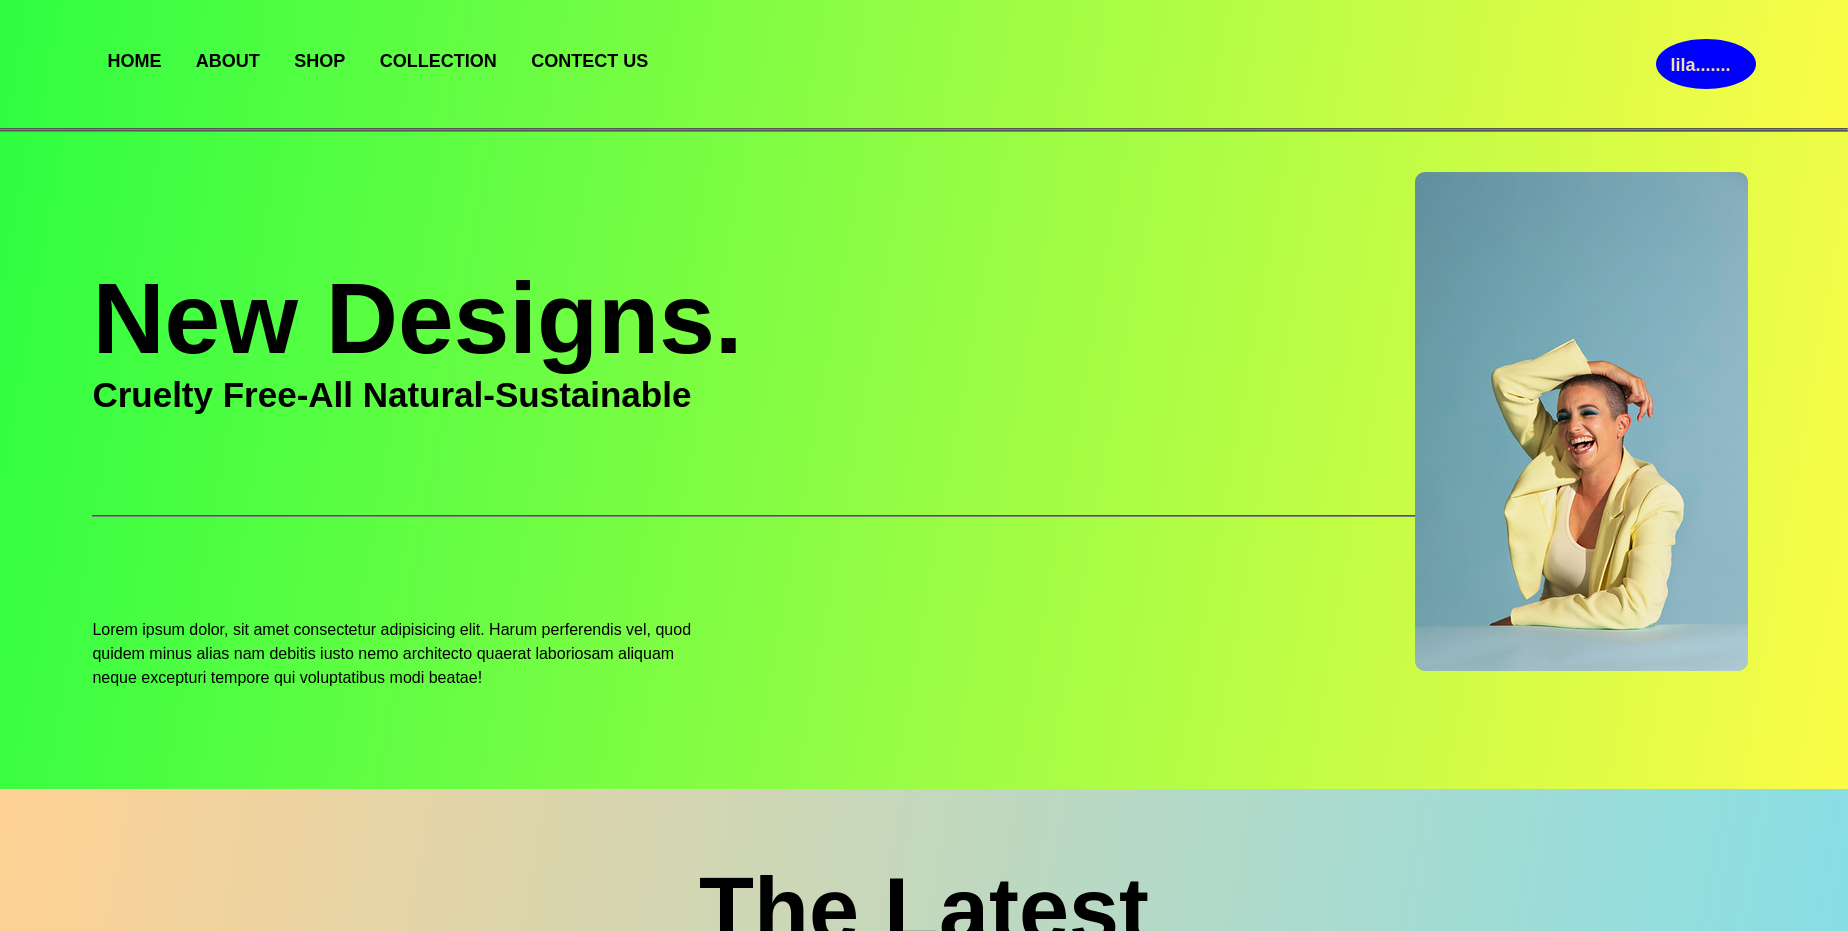 HOME ABOUT SHOP COLLECTION CONTACT US
lila.......
New Designs.
Cruelty Free-All Natural-Sustainable
Lorem ipsum dolor, sit amet consectetur adipisicing elit. Harum perferendis vel, quod
quidem minus alias nam debitis iusto nemo architecto quaerat laboriosam aliquam
neque excepturi tempore qui voluptatibus modi beatae!
The Latest